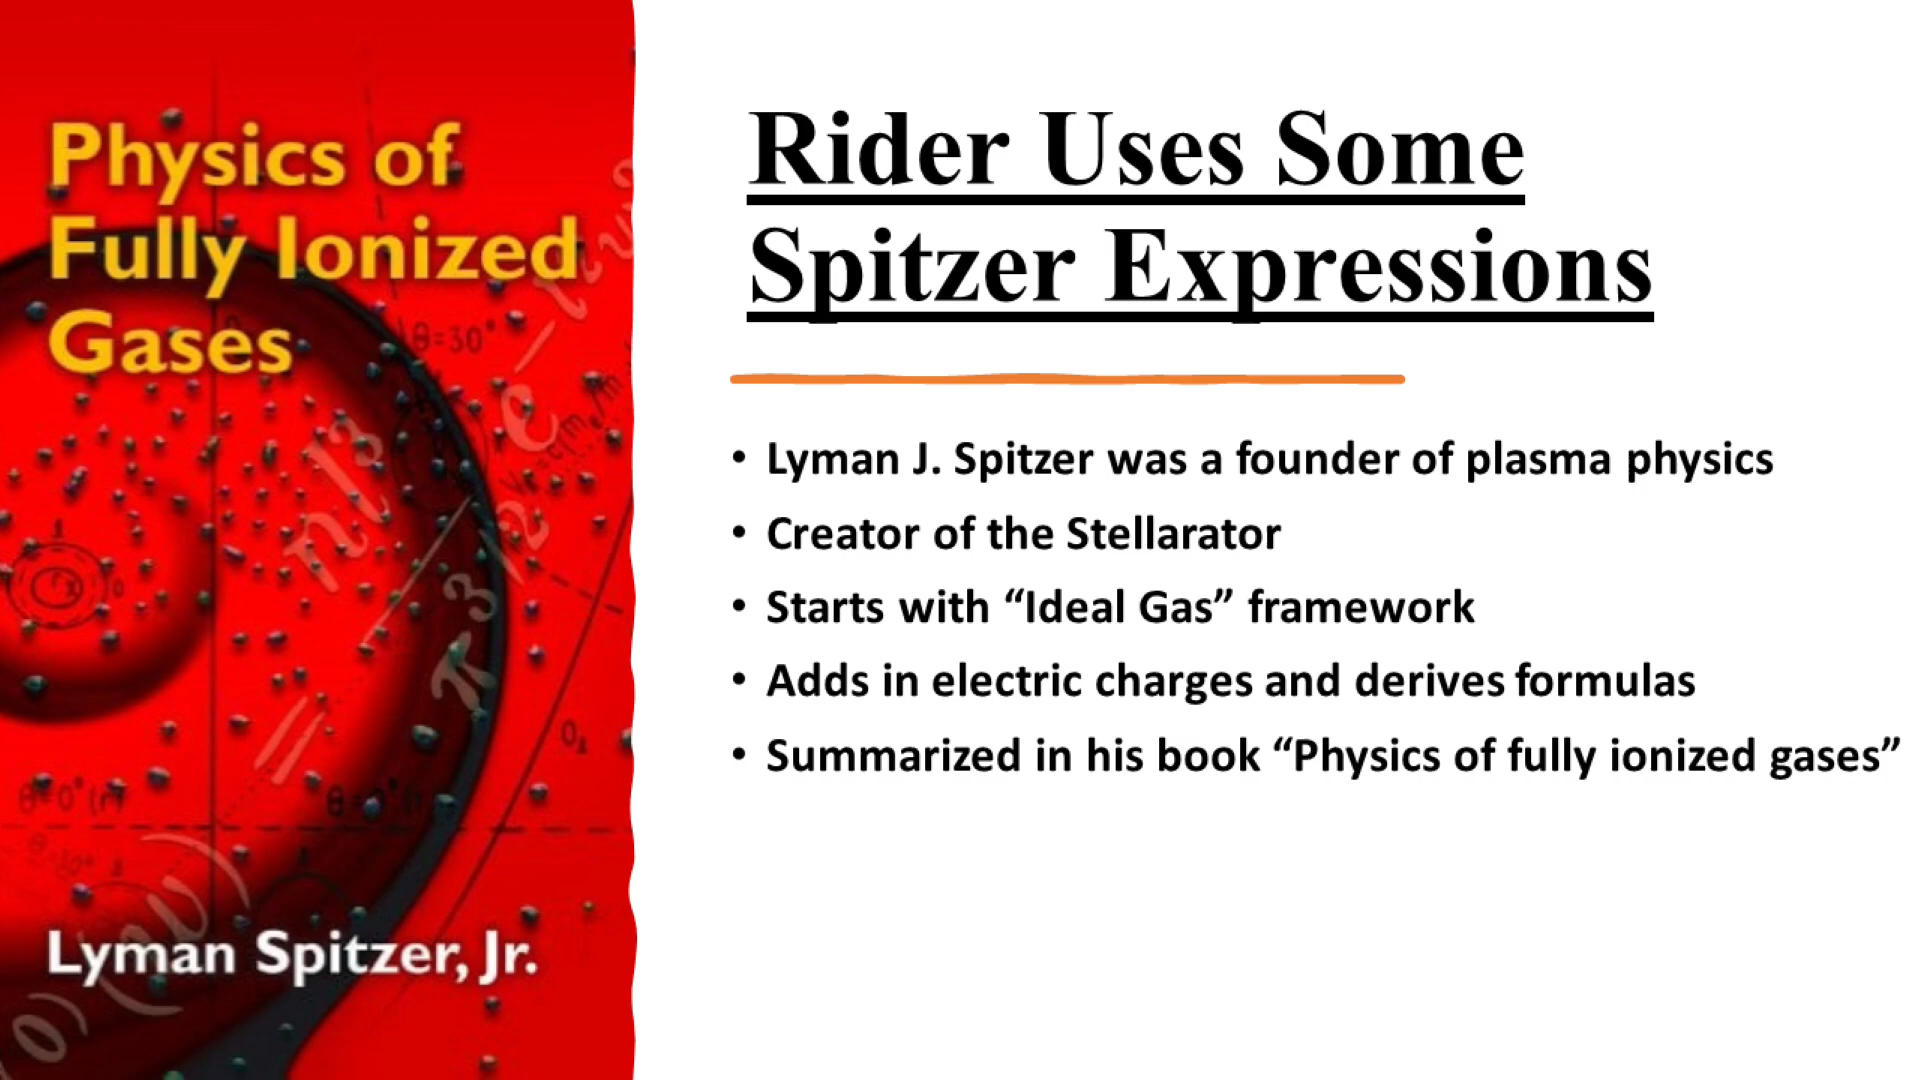 Physics of
Fully Ionized
Gases
Lyman Spitzer, Jr.
Rider Uses Some
Spitzer Expressions
• Lyman J. Spitzer was a founder of plasma physics
• Creator of the Stellarator
• Starts with “Ideal Gas” framework
• Adds in electric charges and derives formulas
• Summarized in his book “Physics of fully ionized gases”
θ=30°